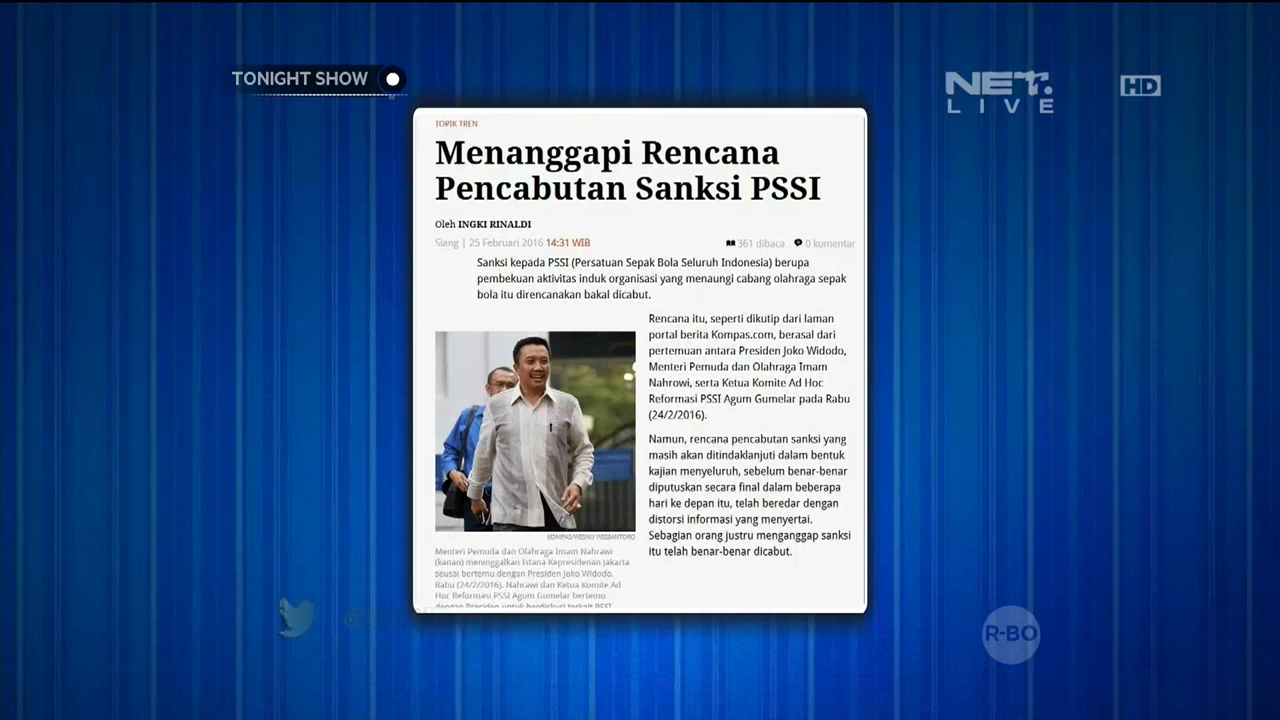 TONIGHT SHOW
NET.
LIVE
HD
TOPIK TREN
Menanggapi Rencana
Pencabutan Sanksi PSSI
Oleh INGKI RINALDI
Siang | 25 Februari 2016 14:31 WIB
361 dibaca 0 komentar
Sanksi kepada PSSI (Persatuan Sepak Bola Seluruh Indonesia) berupa
pembekuan aktivitas induk organisasi yang menaungi cabang olahraga sepak
bola itu direncanakan bakal dicabut.
Rencana itu, seperti dikutip dari laman
portal berita Kompas.com, berasal dari
pertemuan antara Presiden Joko Widodo,
Menteri Pemuda dan Olahraga Imam
Nahrowi, serta Ketua Komite Ad Hoc
Reformasi PSSI Agum Gumelar pada Rabu
(24/2/2016).
Namun, rencana pencabutan sanksi yang
masih akan ditindaklanjuti dalam bentuk
kajian menyeluruh, sebelum benar-benar
diputuskan secara final dalam beberapa
hari ke depan itu, telah beredar dengan
distorsi informasi yang menyertai.
Sebagian orang justru menganggap sanksi
itu telah benar-benar dicabut.
KOMPAS/WISNU WIDIANTORO
Menteri Pemuda dan Olahraga Imam Nahrawi
(kanan) meninggalkan Istana Kepresidenan Jakarta
seusai bertemu dengan Presiden Joko Widodo,
Rabu (24/2/2016). Nahrawi dan Ketua Komite Ad
Hoc Reformasi PSSI Agum Gumelar bertemu
dengan Presiden untuk berdiskusi terkait PSSI
R-BO